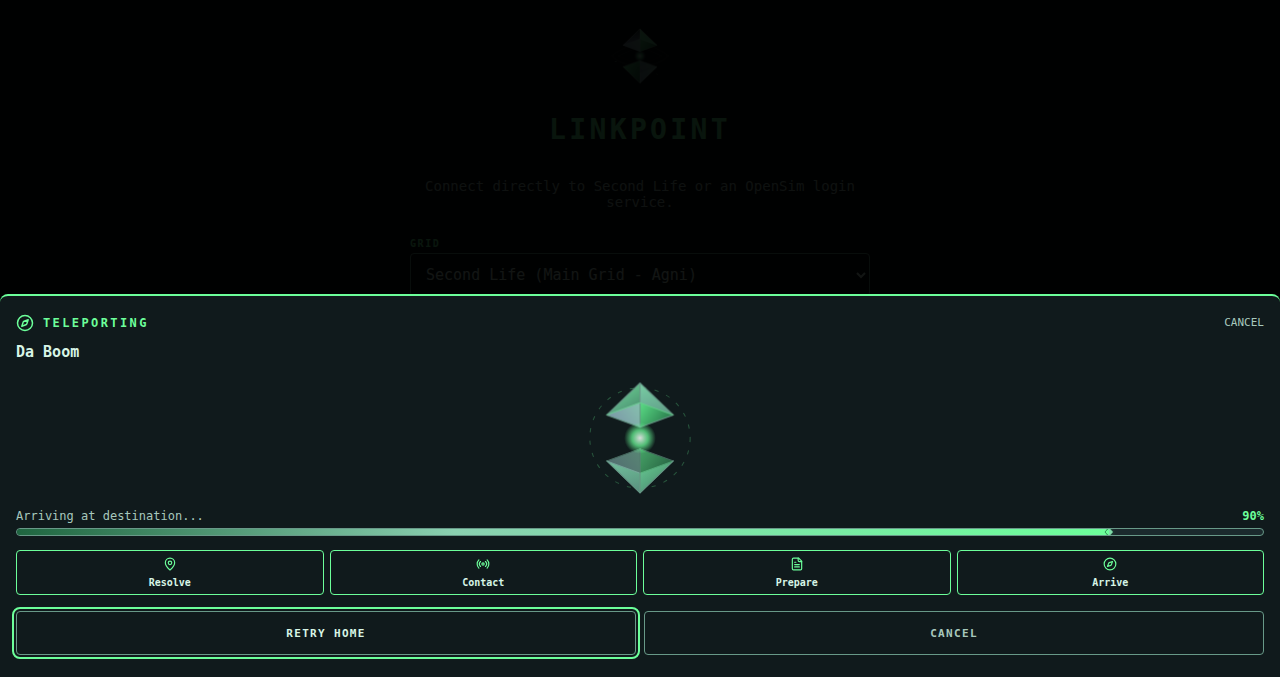 LINKPOINT
Connect directly to Second Life or an OpenSim login
service.
GRID
Second Life (Main Grid - Agni)
TELEPORTING
CANCEL
Da Boom
Arriving at destination...
90%
Resolve
Contact
Prepare
Arrive
RETRY HOME
CANCEL